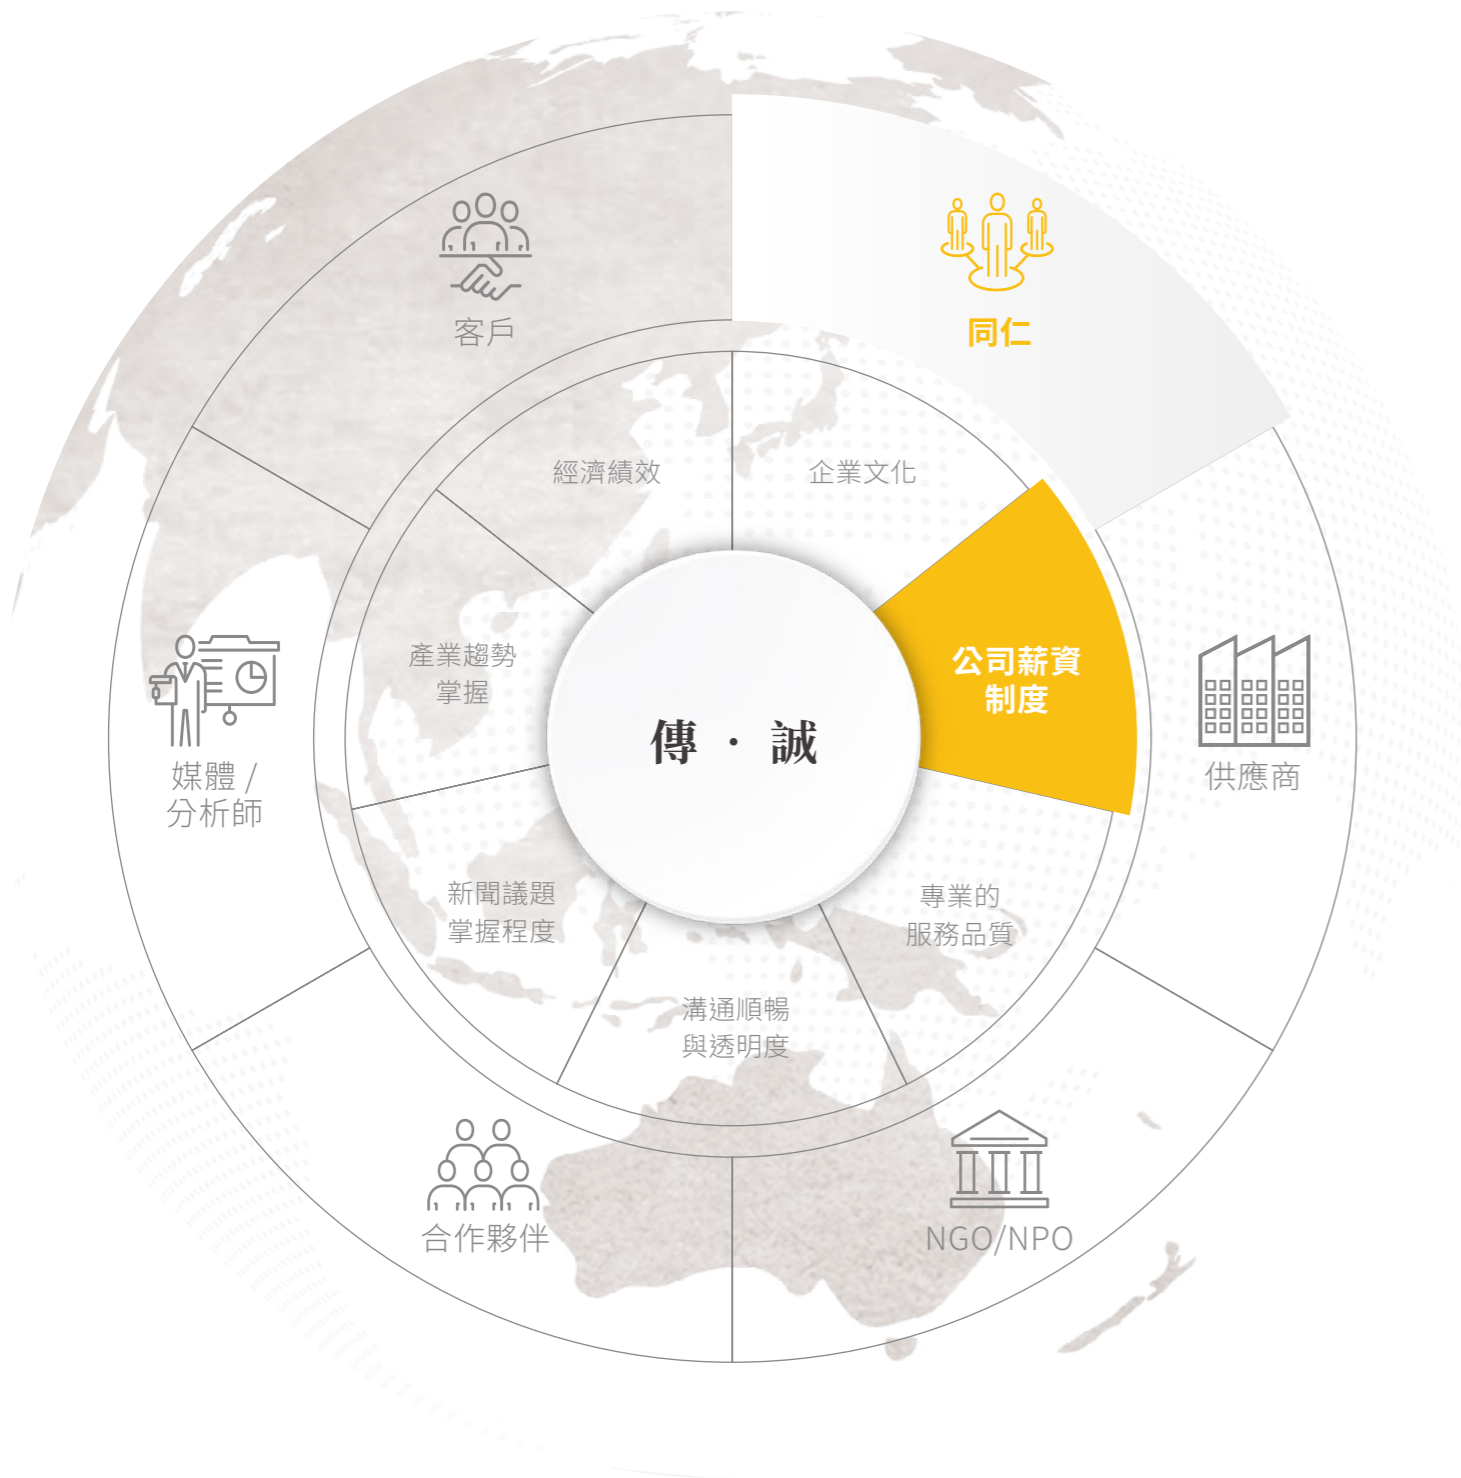 客戶
同仁
經濟績效
企業文化
產業趨勢
掌握
公司薪資
制度
傳 · 誠
媒體 /
分析師
供應商
新聞議題
掌握程度
專業的
服務品質
溝通順暢
與透明度
合作夥伴
NGO/NPO